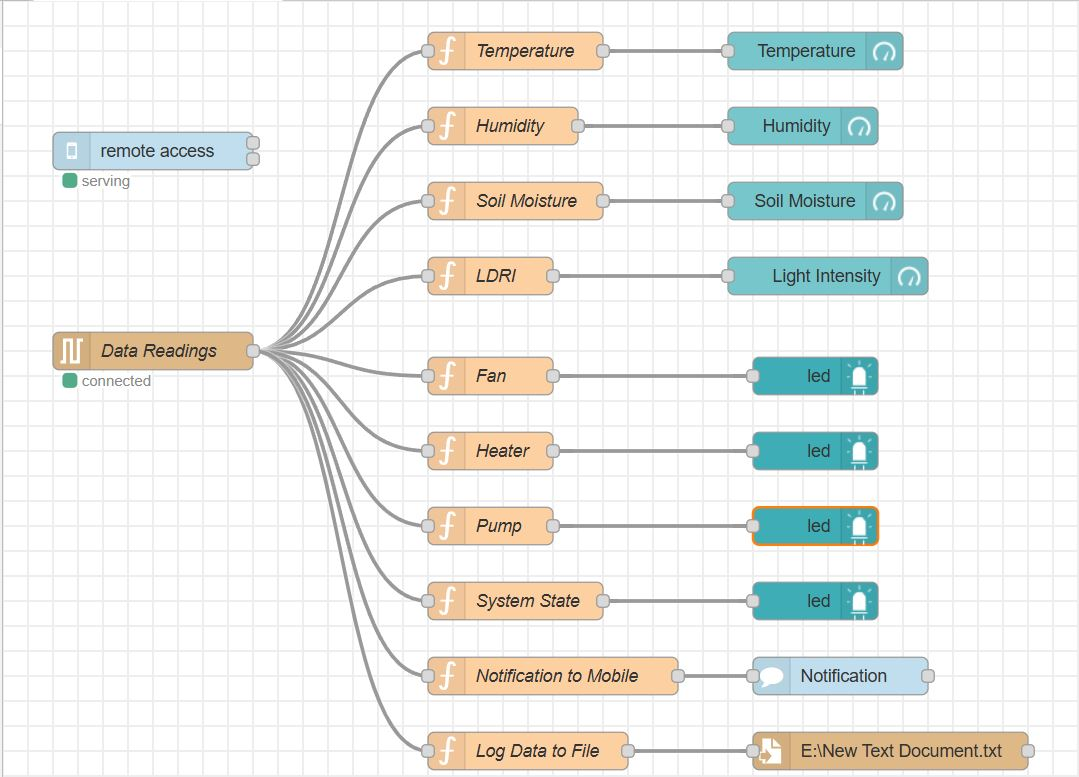 Temperature
Temperature
Humidity
Humidity
remote access
serving
Soil Moisture
Soil Moisture
LDRI
Light Intensity
Data Readings
connected
Fan
led
Heater
led
Pump
led
System State
led
Notification to Mobile
Notification
Log Data to File
E:\New Text Document.txt